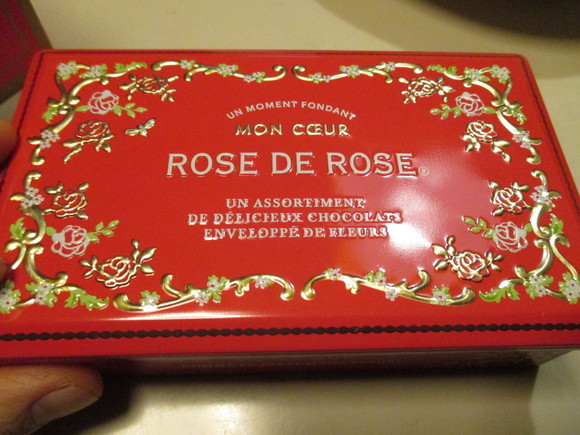 UN MOMENT FONDANT
MON CŒUR
ROSE DE ROSE®
UN ASSORTIMENT
DE DÉLICIEUX CHOCOLATS
ENVELOPPÉ DE FLEURS